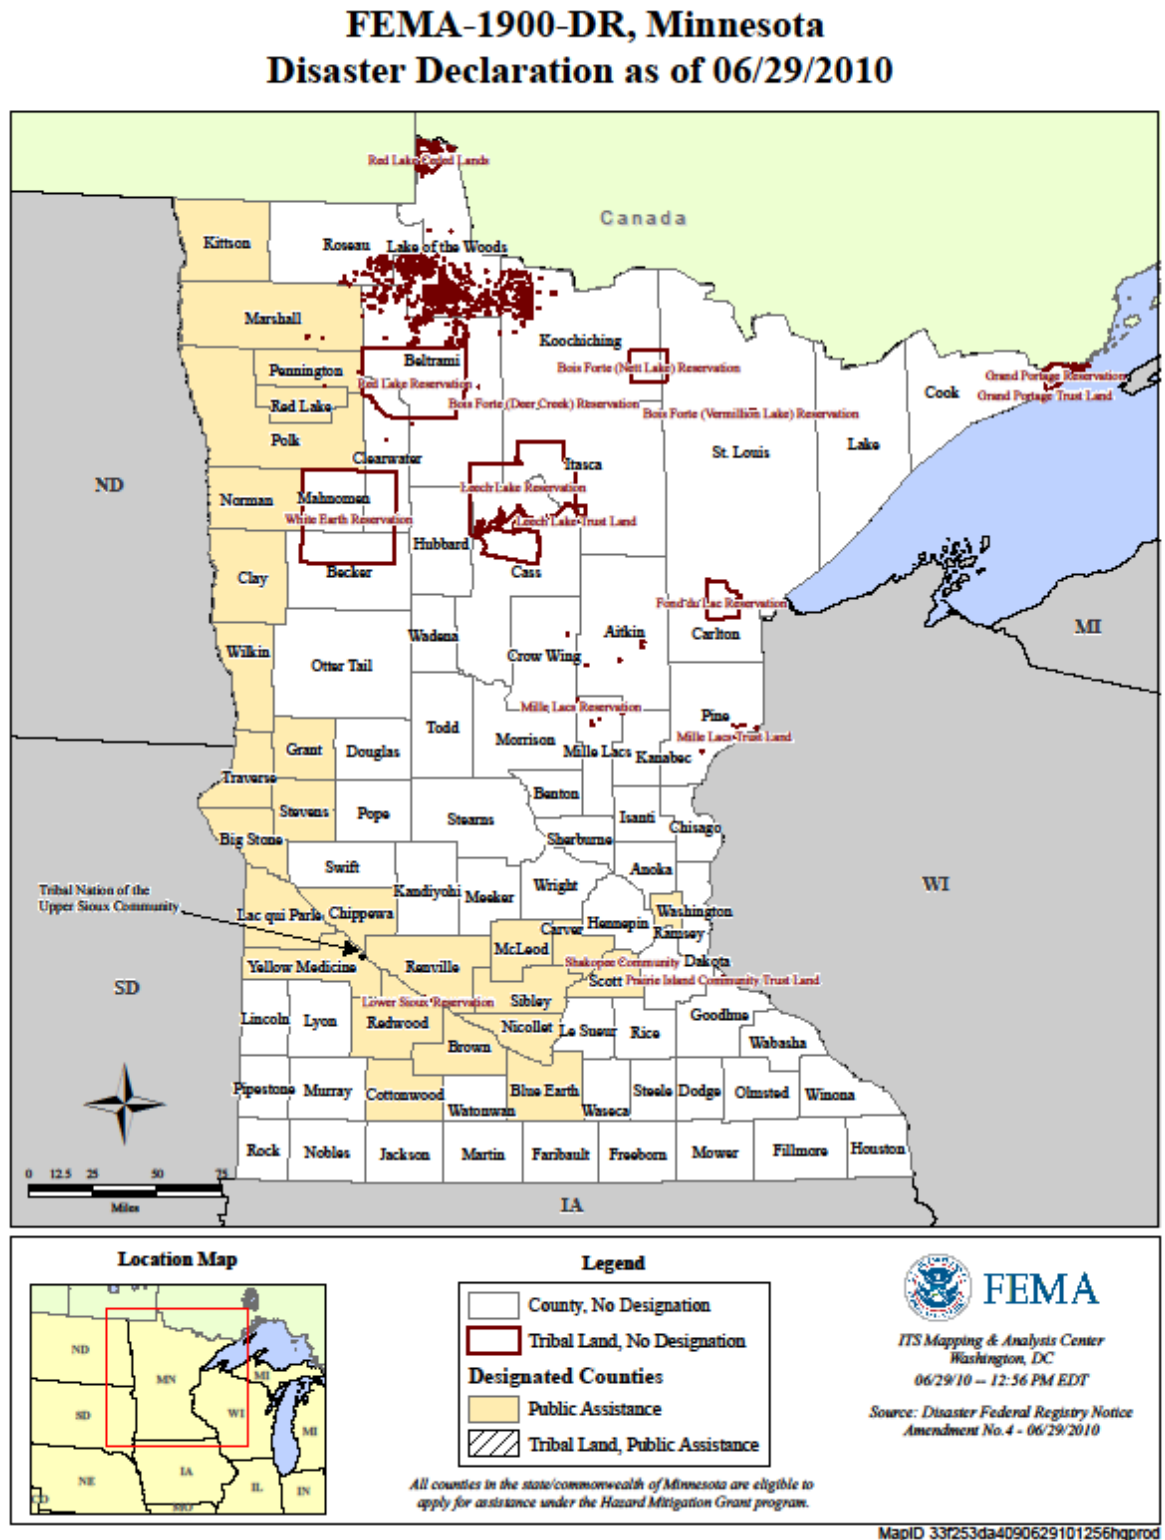 FEMA-1900-DR, Minnesota
Disaster Declaration as of 06/29/2010
Red Lake Ceded Lands
Canada
Kittson
Roseau
Lake of the Woods
Marshall
Koochiching
Beltrami
Pennington
Bois Forte (Nett Lake) Reservation
Grand Portage Reservation
Red Lake Reservation
Cook
Grand Portage Trust Land
Red Lake
Bois Forte (Deer Creek) Reservation
Bois Forte (Vermillion Lake) Reservation
Polk
Lake
St. Louis
Clearwater
Itasca
ND
Leech Lake Reservation
Norman
Mahnomen
White Earth Reservation
Leech Lake Trust Land
Hubbard
Becker
Cass
Clay
Fond du Lac Reservation
MI
Wadena
Aitkin
Carlton
Wilkin
Crow Wing
Otter Tail
Mille Lacs Reservation
Pine
Todd
Mille Lacs Trust Land
Morrison
Grant
Douglas
Mille Lacs
Kanabec
Traverse
Benton
Stevens
Pope
Stearns
Isanti
Chisago
Big Stone
Sherburne
Swift
Anoka
Tribal Nation of the
Upper Sioux Community
Kandiyohi
Meeker
Wright
WI
Lac qui Parle
Chippewa
Washington
Hennepin
Carver
Ramsey
McLeod
Dakota
Shakopee Community
Yellow Medicine
Renville
Scott
Prairie Island Community Trust Land
SD
Lower Sioux Reservation
Sibley
Lincoln
Lyon
Redwood
Nicollet
Le Sueur
Rice
Goodhue
Wabasha
Brown
Pipestone
Murray
Cottonwood
Blue Earth
Steele
Dodge
Olmsted
Winona
Watonwan
Waseca
Rock
Nobles
Jackson
Martin
Faribault
Freeborn
Mower
Fillmore
Houston
0 12.5 25 50 75
Miles
IA
Location Map
ND
MN
MI
SD
WI
MI
NE
IA
IL
IN
CO
MO
Legend
County, No Designation
Tribal Land, No Designation
Designated Counties
Public Assistance
Tribal Land, Public Assistance
All counties in the state/commonwealth of Minnesota are eligible to
apply for assistance under the Hazard Mitigation Grant program.
FEMA
ITS Mapping & Analysis Center
Washington, DC
06/29/10 -- 12:56 PM EDT
Source: Disaster Federal Registry Notice
Amendment No.4 - 06/29/2010
MapID 33f253da4090629101256hqprod